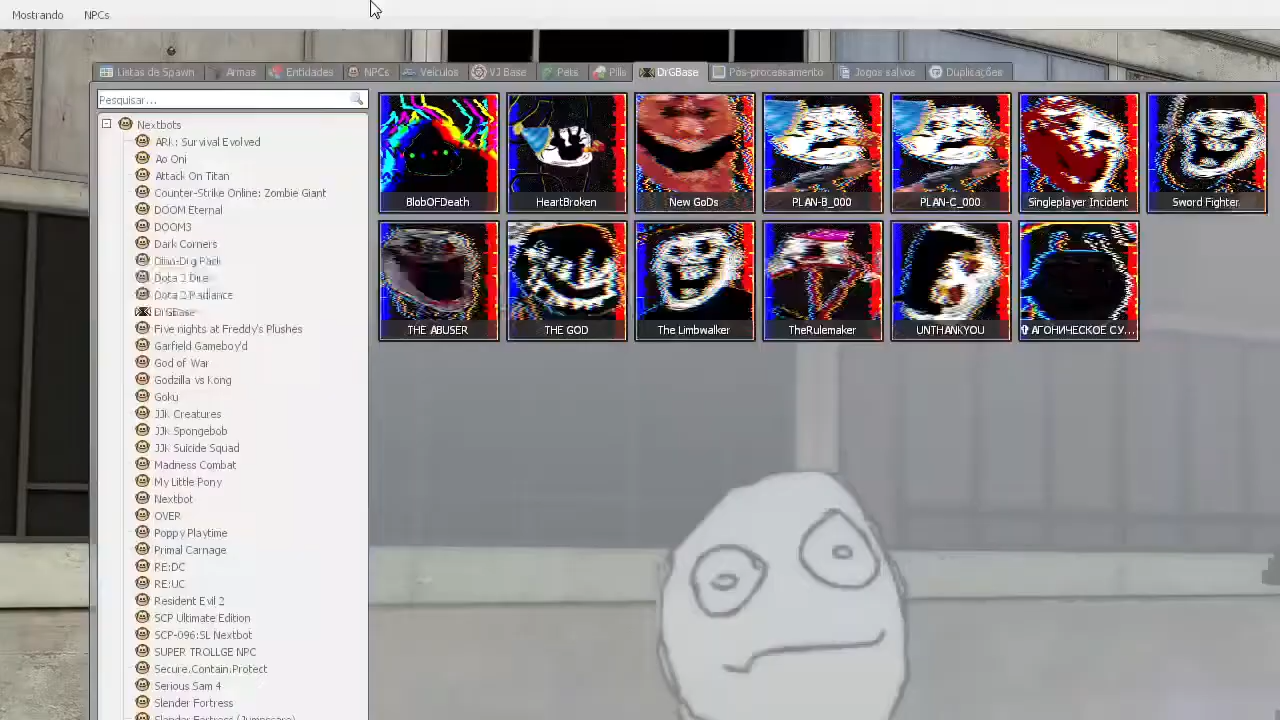 Mostrando NPCs
Listas de Spawn Armas Entidades NPCs Veículos VJ Base Pets Pills DrGBase Pós-processamento Jogos salvos Duplicações
Pesquisar...
Nextbots
ARK: Survival Evolved
Ao Oni
Attack On Titan
Counter-Strike Online: Zombie Giant
DOOM Eternal
DOOM3
Dark Corners
Dota 2 Dire
Dota 2 Radiance
DrGBase
Five nights at Freddy's Plushes
Garfield Gameboy'd
God of War
Godzilla vs Kong
Goku
JJk Creatures
JJk Spongebob
JJk Suicide Squad
Madness Combat
My Little Pony
Nextbot
OVER
Poppy Playtime
Primal Carnage
RE:DC
RE:UC
Resident Evil 2
SCP Ultimate Edition
SCP-096:SL Nextbot
SUPER TROLLGE NPC
Secure.Contain.Protect
Serious Sam 4
Slender Fortress
Slender Fortress (Jumpscare)
BlobOFDeath HeartBroken New GoDs PLAN-B_000 PLAN-C_000 Singleplayer Incident Sword Fighter
THE ABUSER THE GOD The Limbwalker TheRulemaker UNTHANKYOU АГОНИЧЕСКОЕ СУ...